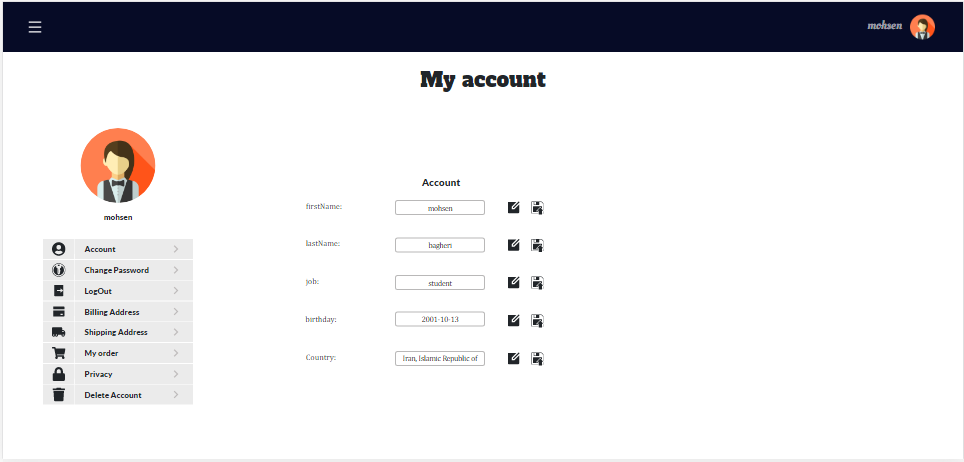 mohsen
My account
mohsen
Account
Change Password
LogOut
Billing Address
Shipping Address
My order
Privacy
Delete Account
Account
firstName: mohsen
lastName: bagheri
job: student
birthday: 2001-10-13
Country: Iran, Islamic Republic of